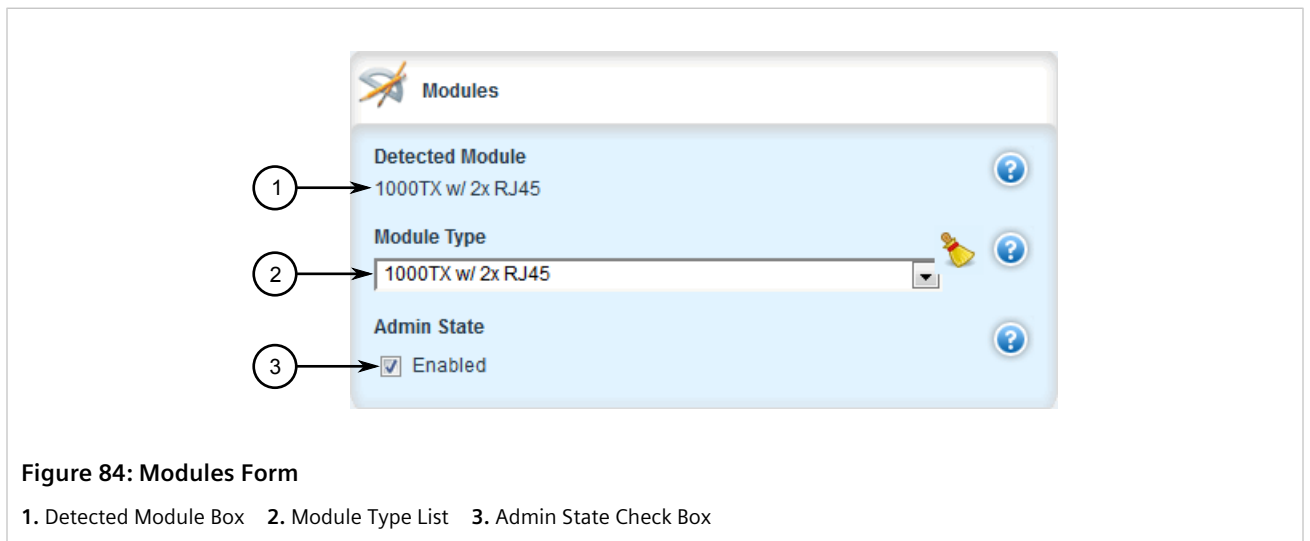 Modules
Detected Module
1 1000TX w/ 2x RJ45
Module Type
2 1000TX w/ 2x RJ45
Admin State
3 Enabled
Figure 84: Modules Form
1. Detected Module Box 2. Module Type List 3. Admin State Check Box